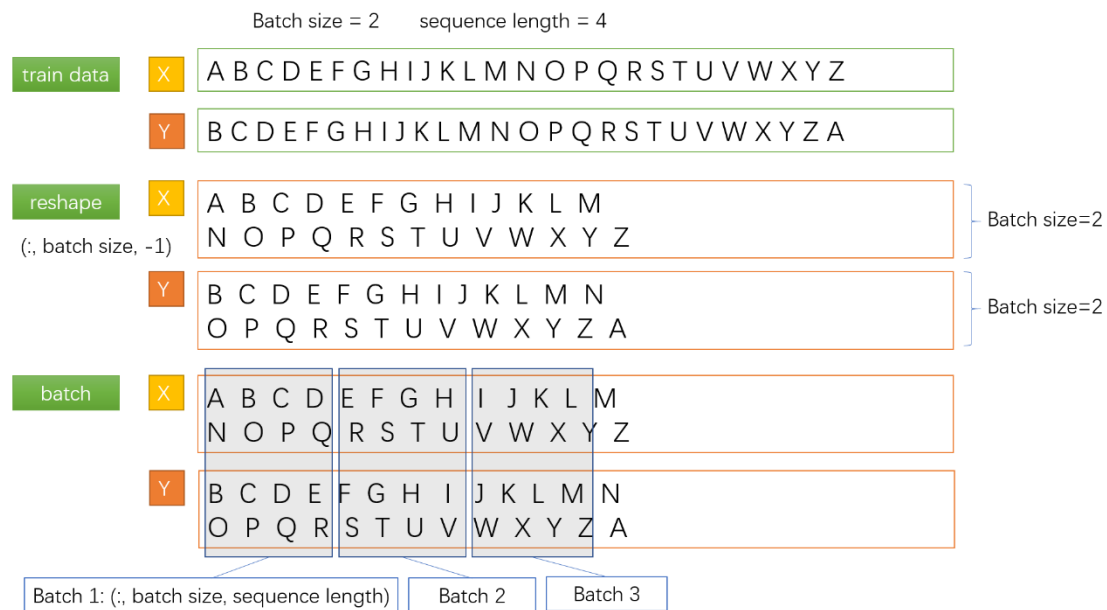 Batch size = 2 sequence length = 4
train data X A B C D E F G H I J K L M N O P Q R S T U V W X Y Z
Y B C D E F G H I J K L M N O P Q R S T U V W X Y Z A
reshape X A B C D E F G H I J K L M
N O P Q R S T U V W X Y Z
Batch size=2
(:, batch size, -1)
Y B C D E F G H I J K L M N
O P Q R S T U V W X Y Z A
Batch size=2
batch X A B C D E F G H I J K L M
N O P Q R S T U V W X Y Z
Y B C D E F G H I J K L M N
O P Q R S T U V W X Y Z A
Batch 1: (:, batch size, sequence length) Batch 2 Batch 3